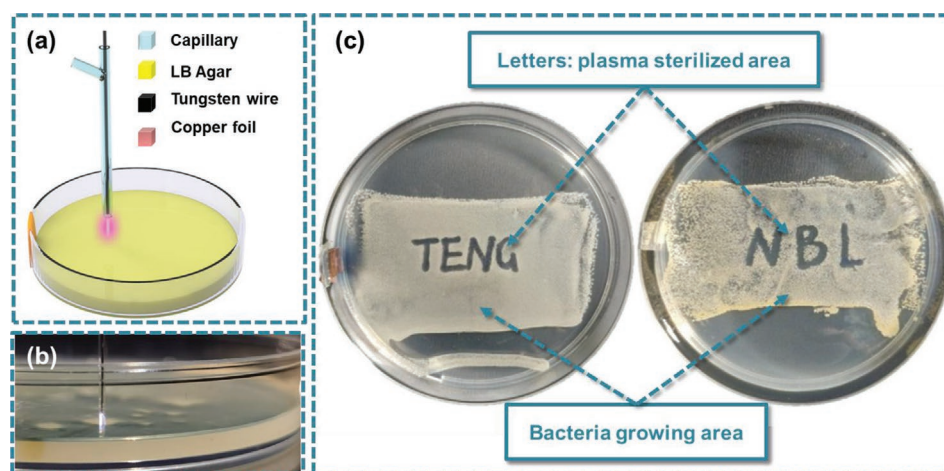 (a)
Capillary
LB Agar
Tungsten wire
Copper foil
(b)
(c)
Letters: plasma sterilized area
TENG
NBL
Bacteria growing area